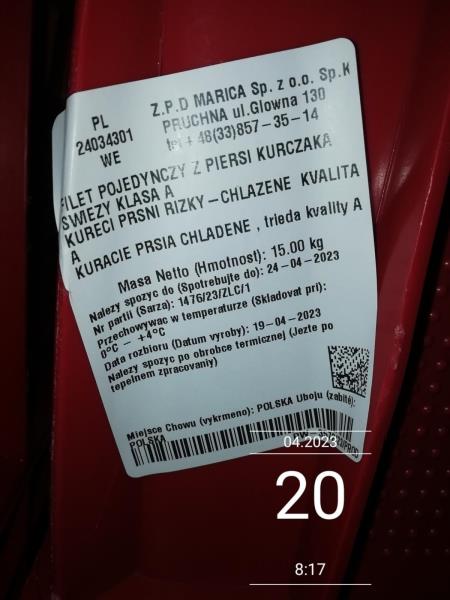 PL
24034301
WE
Z.P.D MARICA Sp. z o.o. Sp.K
PRUCHNA ul.Glowna 130
tel + 48(33)857-35-14
FILET POJEDYNCZY Z PIERSI KURCZAKA
SWIEZY KLASA A
KURECI PRSNI RIZKY-CHLAZENE KVALITA
A
KURACIE PRSIA CHLADENE , trieda kvality A
Masa Netto (Hmotnost): 15.00 kg
Nalezy spozyc do (Spotrebujte do): 24-04-2023
Nr partii (Sarza): 1476/23/ZLC/1
Przechowywac w temperaturze (Skladovat pri):
0°C - +4°C
Data rozbioru (Datum vyroby): 19-04-2023
Nalezy spozyc po obrobce termicznej (Jezte po
tepelnem zpracovaniy)
Miejsce Chowu (vykrmeno): POLSKA Uboju (zabité):
POLSKA
04.2023
20
8:17